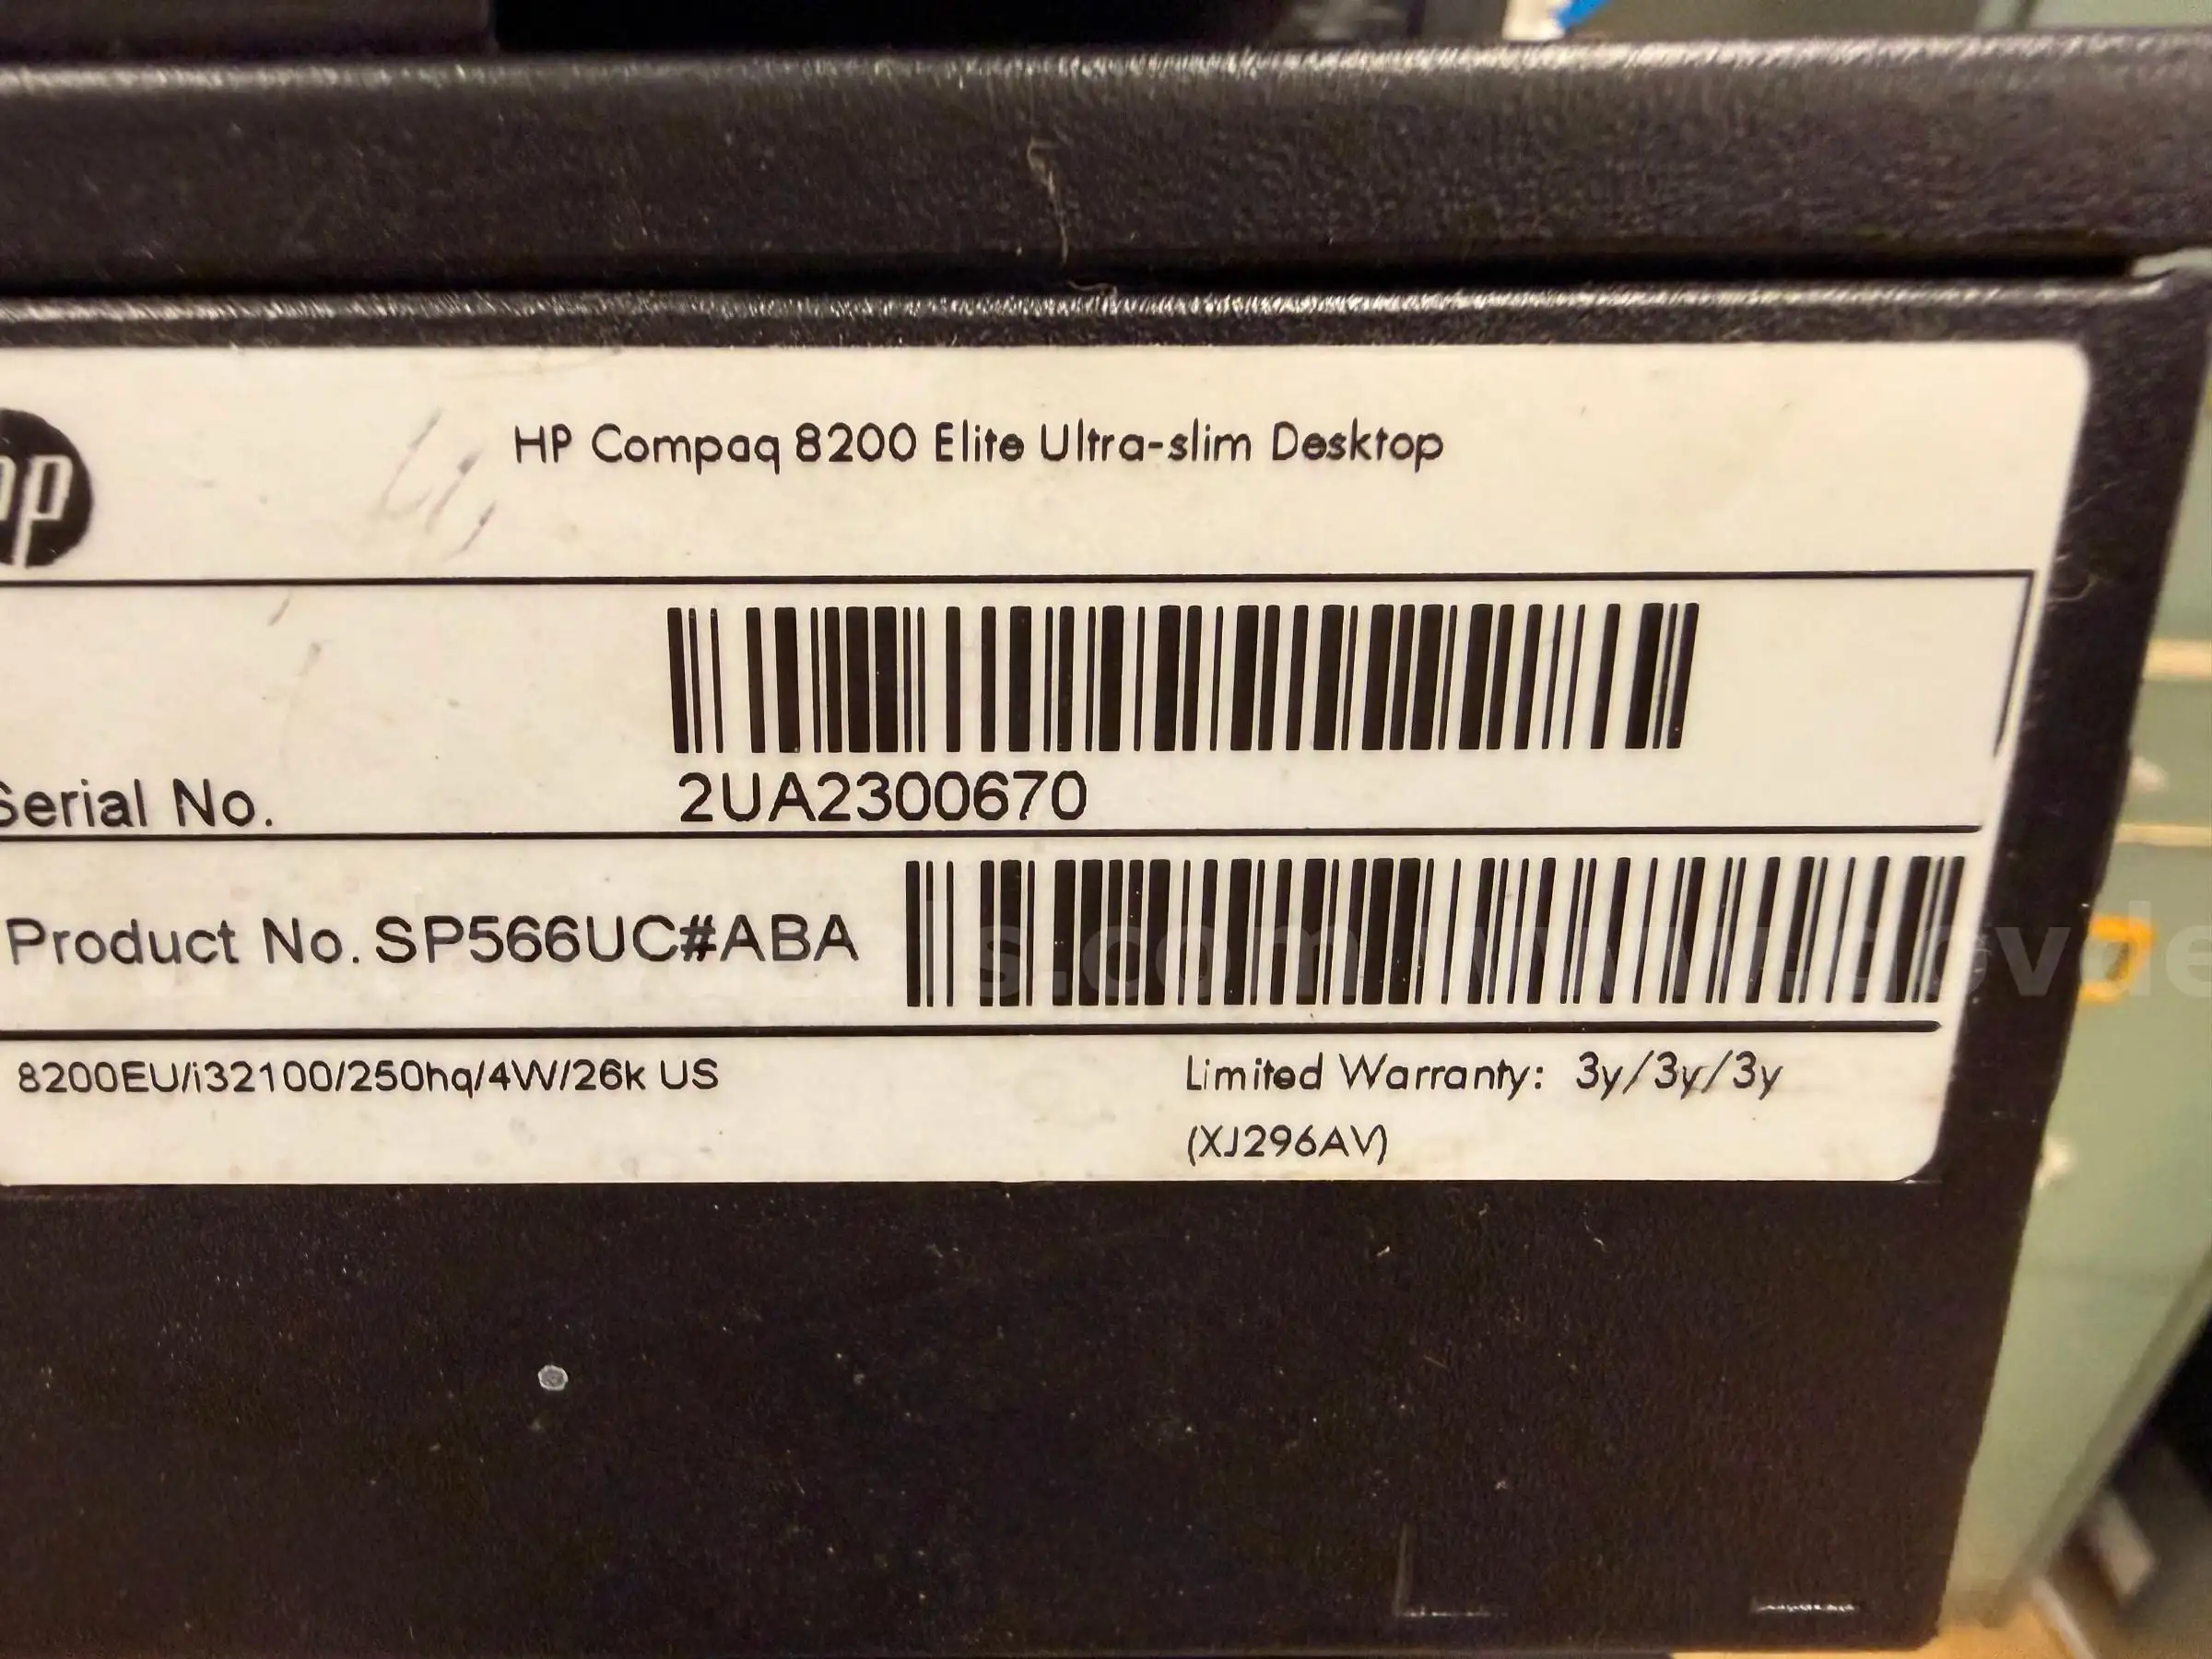 HP Compaq 8200 Elite Ultra-slim Desktop
hp
Serial No. 2UA2300670
Product No. SP566UC#ABA
8200EU/i32100/250hq/4W/26k US
Limited Warranty: 3y/3y/3y
(XJ296AV)